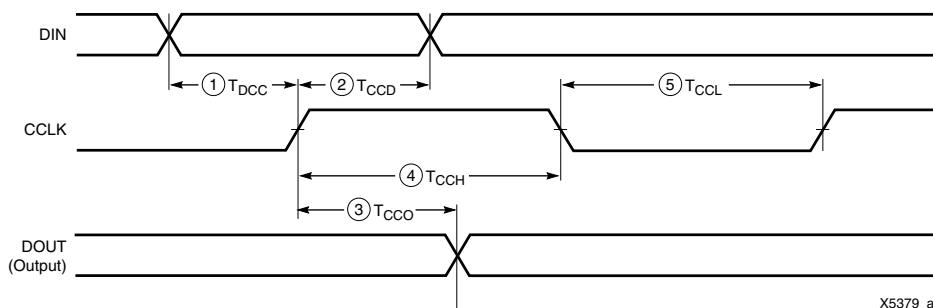 DIN
① T_DCC
② T_CCD
⑤ T_CCL
CCLK
④ T_CCH
③ T_CCO
DOUT
(Output)
X5379_a